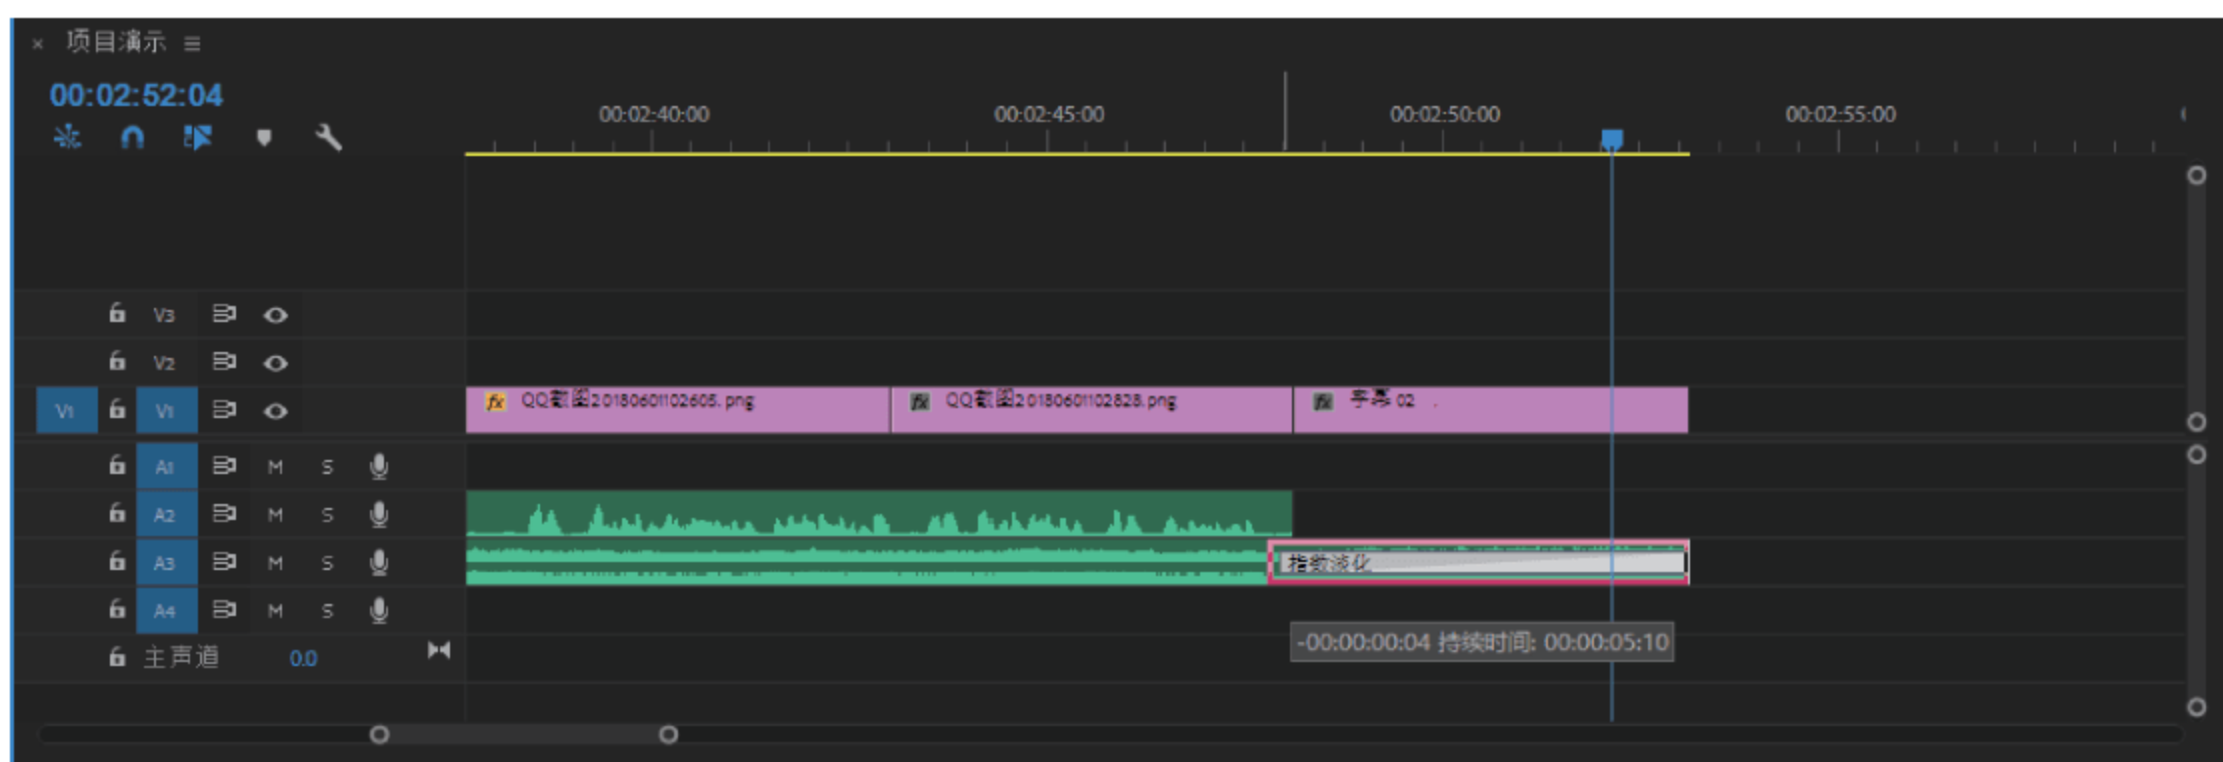 × 项目演示
00:02:52:04
00:02:40:00 00:02:45:00 00:02:50:00 00:02:55:00
V3
V2
V1 V1 fx QQ截图20180601102605.png fx QQ截图20180601102828.png fx 字幕 02
A1 M S
A2 M S
A3 M S 指数淡化
A4 M S
-00:00:00:04 持续时间: 00:00:05:10
主声道 0.0